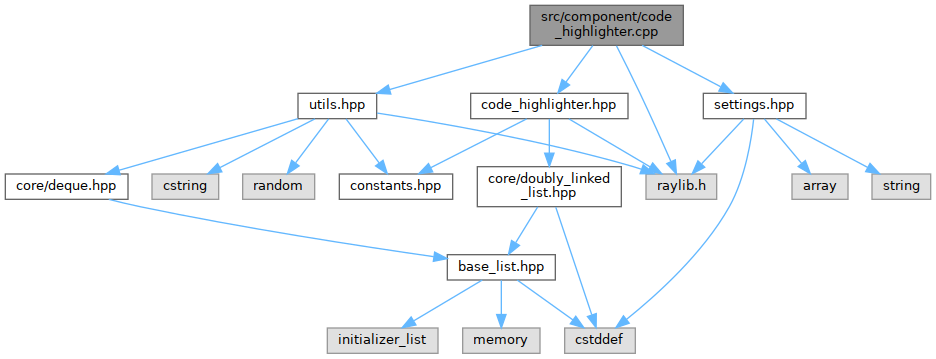 src/component/code
_highlighter.cpp
utils.hpp
code_highlighter.hpp
settings.hpp
core/deque.hpp
cstring
random
constants.hpp
core/doubly_linked
_list.hpp
raylib.h
array
string
base_list.hpp
initializer_list
memory
cstddef